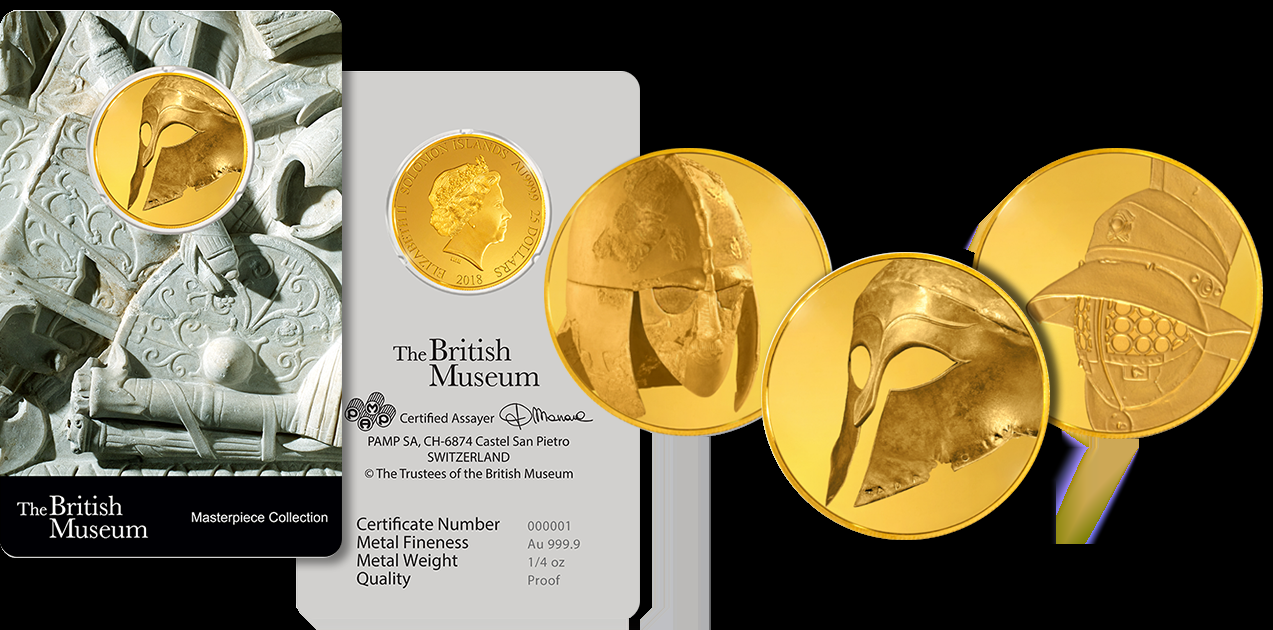 The British
Museum
Masterpiece Collection
ELIZABETH II SOLOMON ISLANDS AU9999 25 DOLLARS
2018
The British
Museum
PAMP
Certified Assayer
PAMP SA, CH-6874 Castel San Pietro
SWITZERLAND
© The Trustees of the British Museum
Certificate Number 000001
Metal Fineness Au 999.9
Metal Weight 1/4 oz
Quality Proof